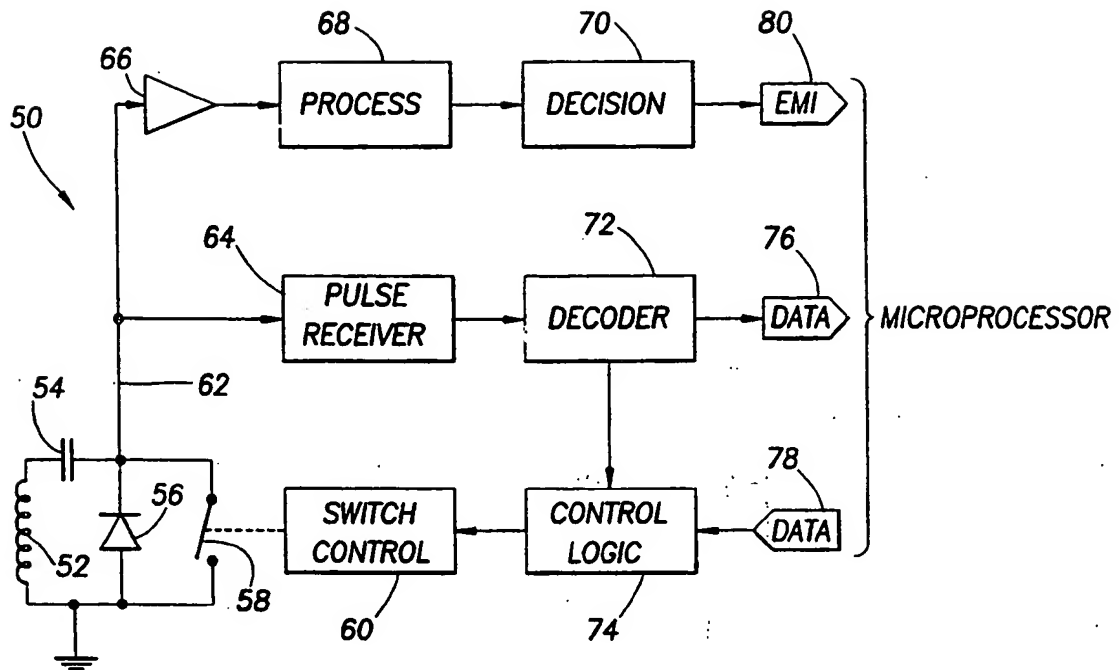 68
70
80
66
PROCESS
DECISION
EMI
50
64
72
76
PULSE
RECEIVER
DECODER
DATA
MICROPROCESSOR
54
62
78
56
52
58
SWITCH
CONTROL
CONTROL
LOGIC
DATA
60
74